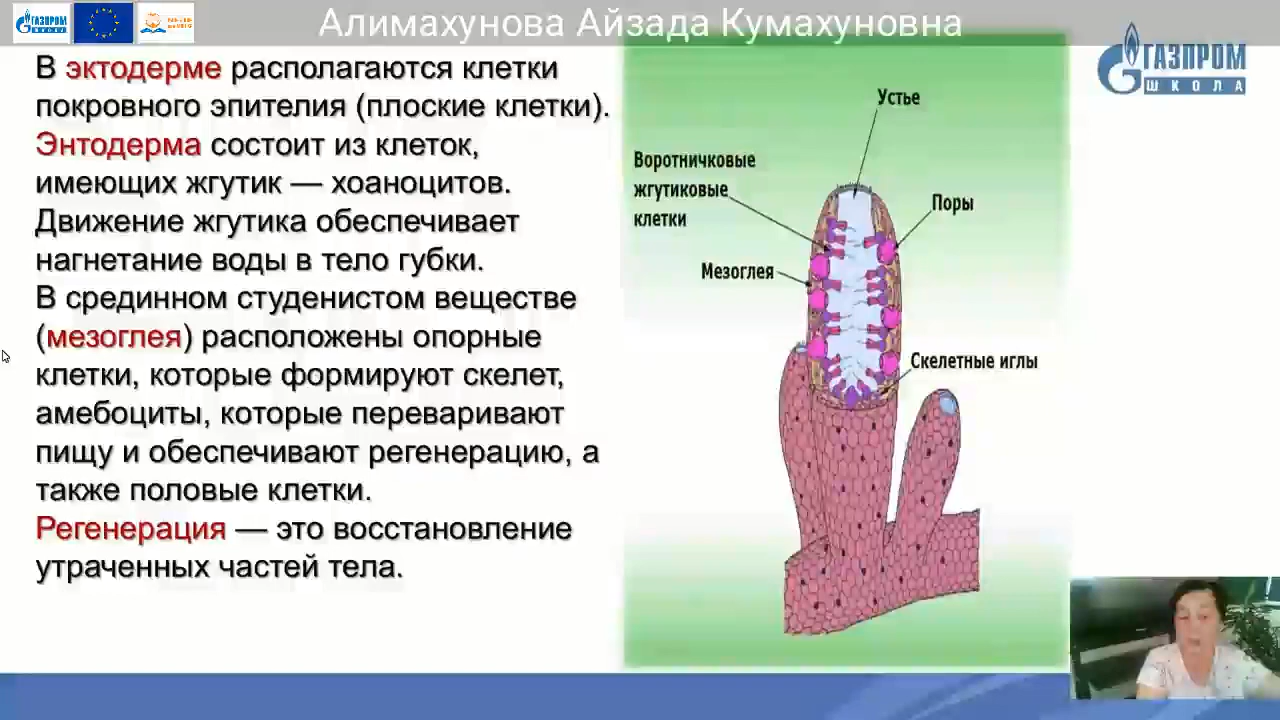 ГАЗПРОМ
ШКОЛА
Алимахунова Айзада Кумахуновна
ГАЗПРОМ
ШКОЛА
В эктодерме располагаются клетки
покровного эпителия (плоские клетки).
Энтодерма состоит из клеток,
имеющих жгутик — хоаноцитов.
Движение жгутика обеспечивает
нагнетание воды в тело губки.
В срединном студенистом веществе
(мезоглея) расположены опорные
клетки, которые формируют скелет,
амебоциты, которые переваривают
пищу и обеспечивают регенерацию, а
также половые клетки.
Регенерация — это восстановление
утраченных частей тела.
Устье
Воротничковые
жгутиковые
клетки
Поры
Мезоглея
Скелетные иглы